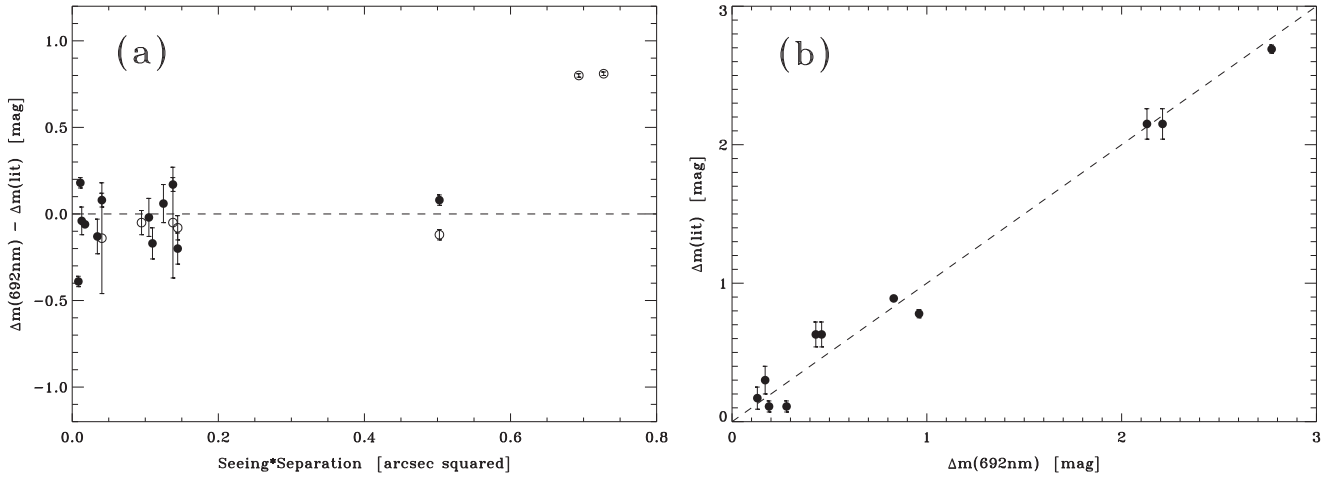 (a)
1.0
0.5
0.0
−0.5
−1.0
Δm(692nm) − Δm(lit) [mag]
0.0 0.2 0.4 0.6 0.8
Seeing*Separation [arcsec squared]
(b)
3
2
1
0
Δm(lit) [mag]
0 1 2 3
Δm(692nm) [mag]